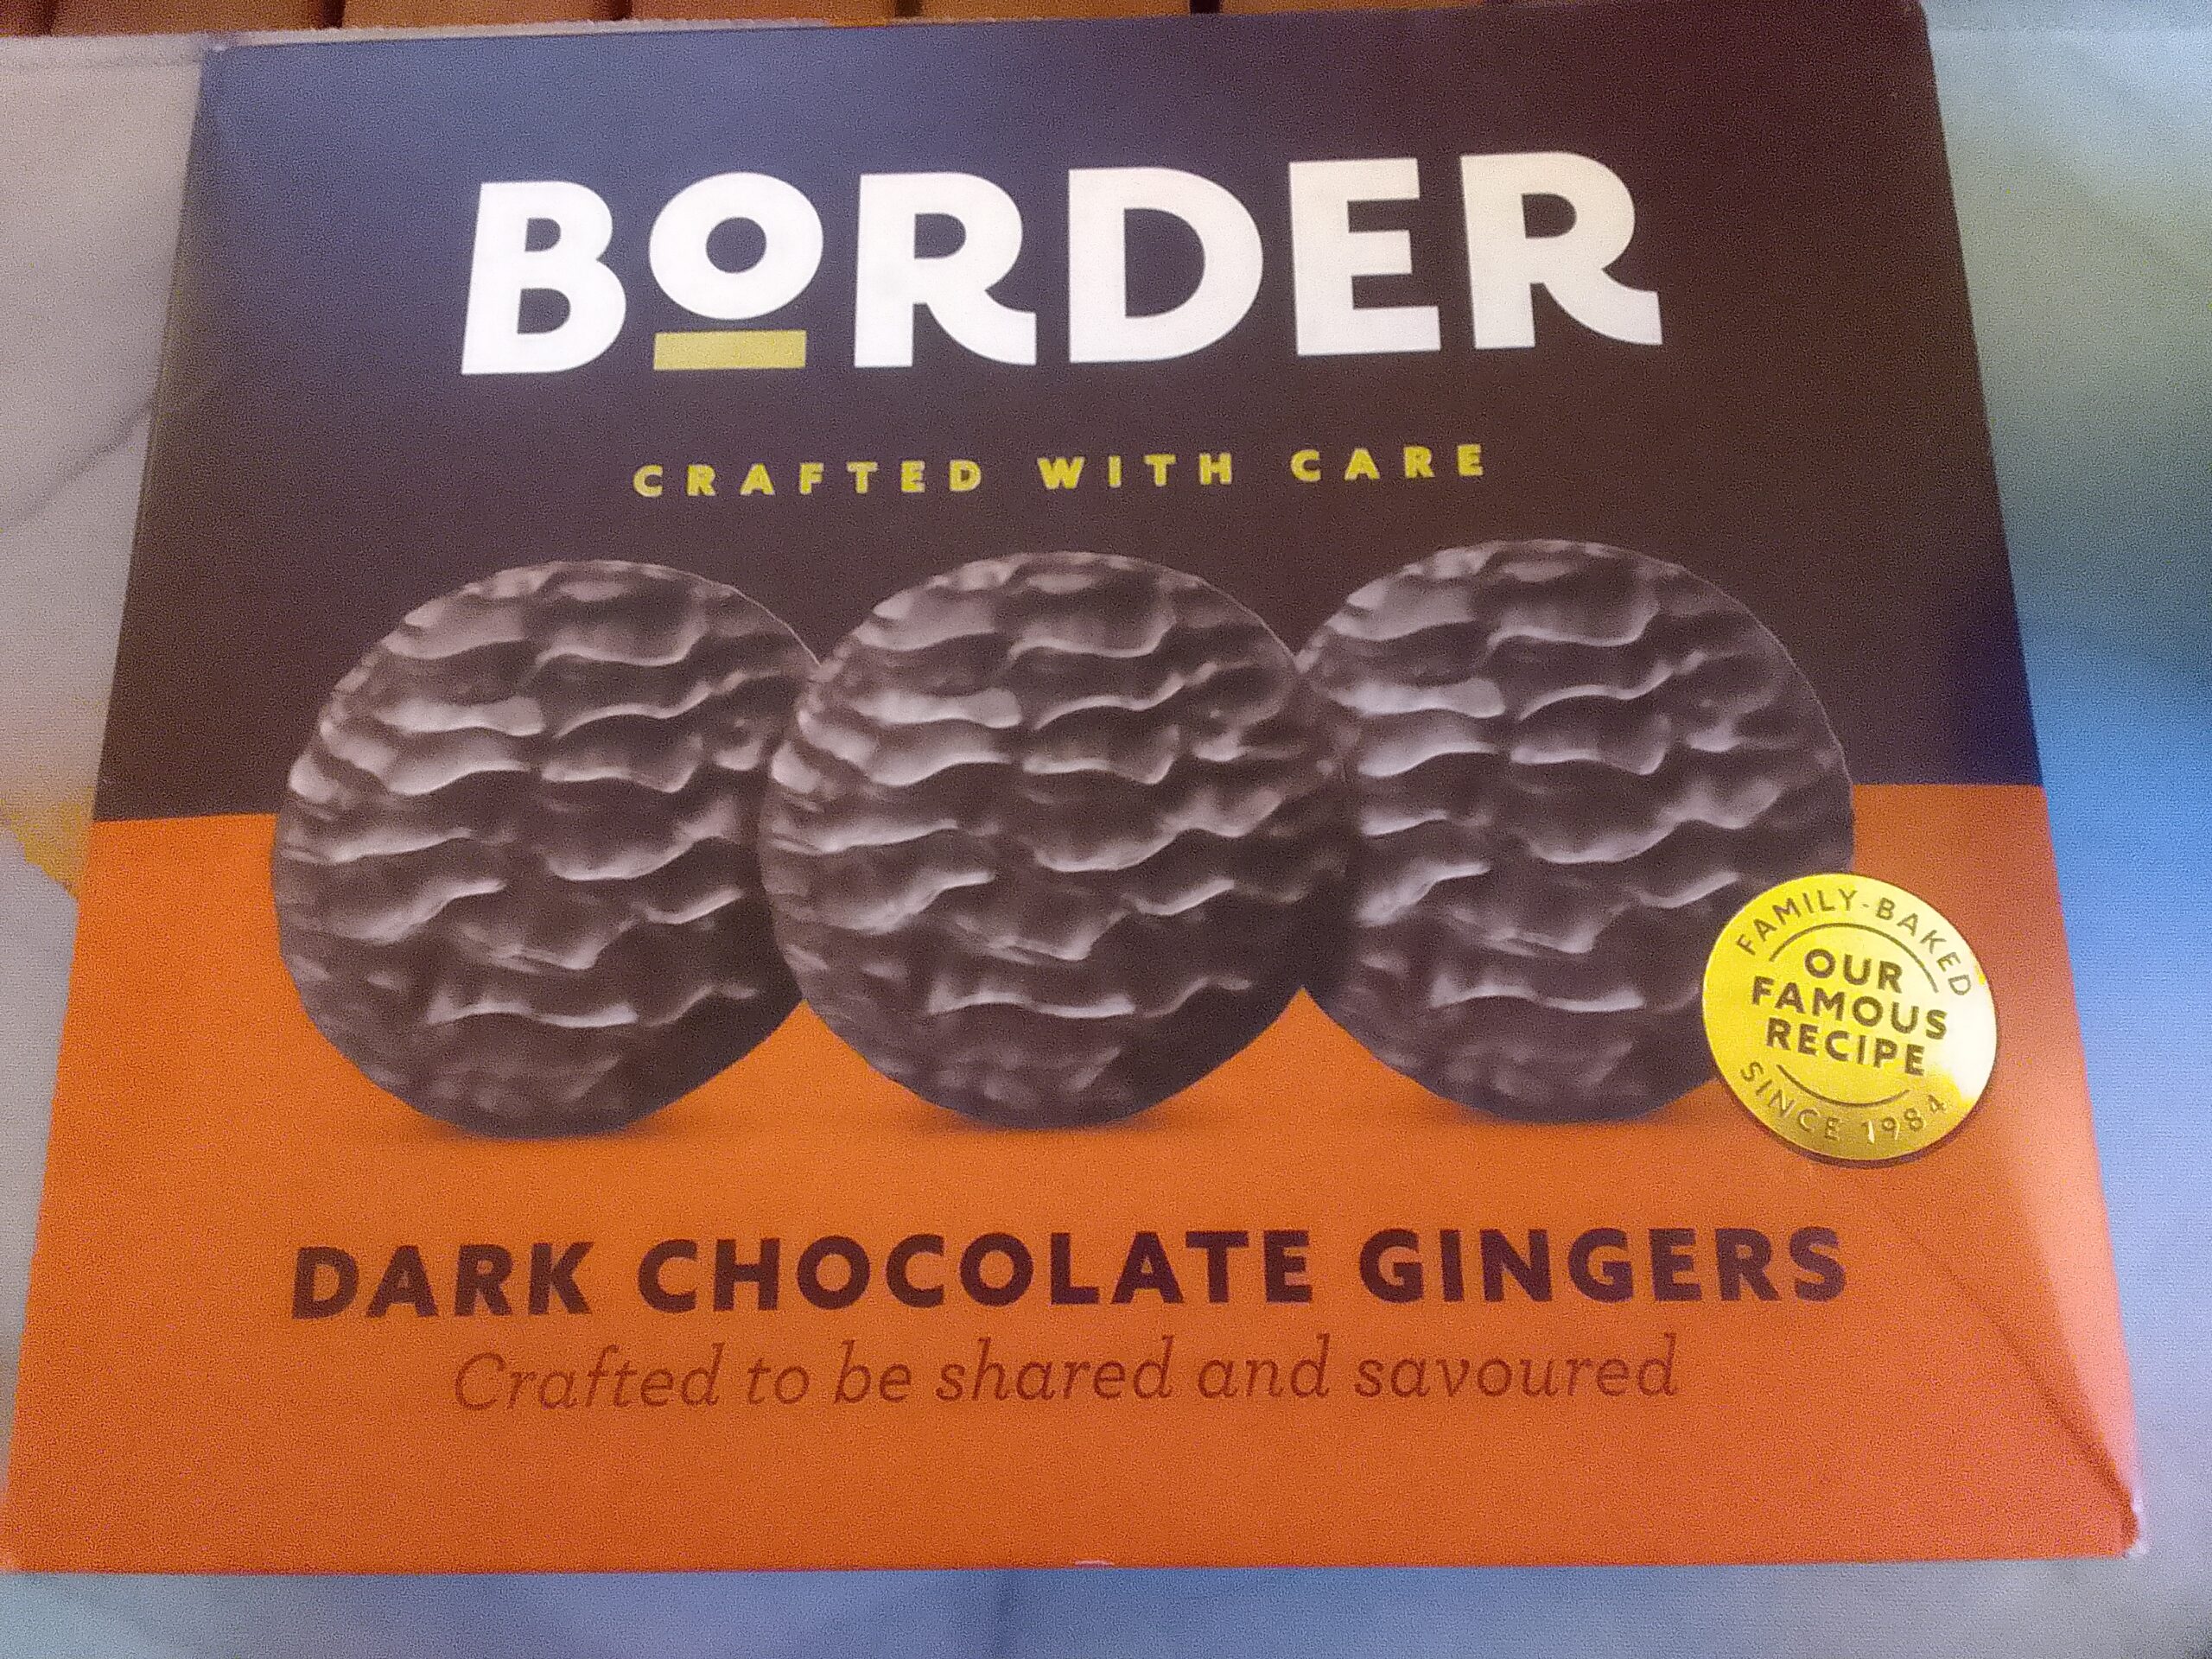 BORDER
CRAFTED WITH CARE
FAMILY-BAKED
OUR
FAMOUS
RECIPE
SINCE 1984
DARK CHOCOLATE GINGERS
Crafted to be shared and savoured